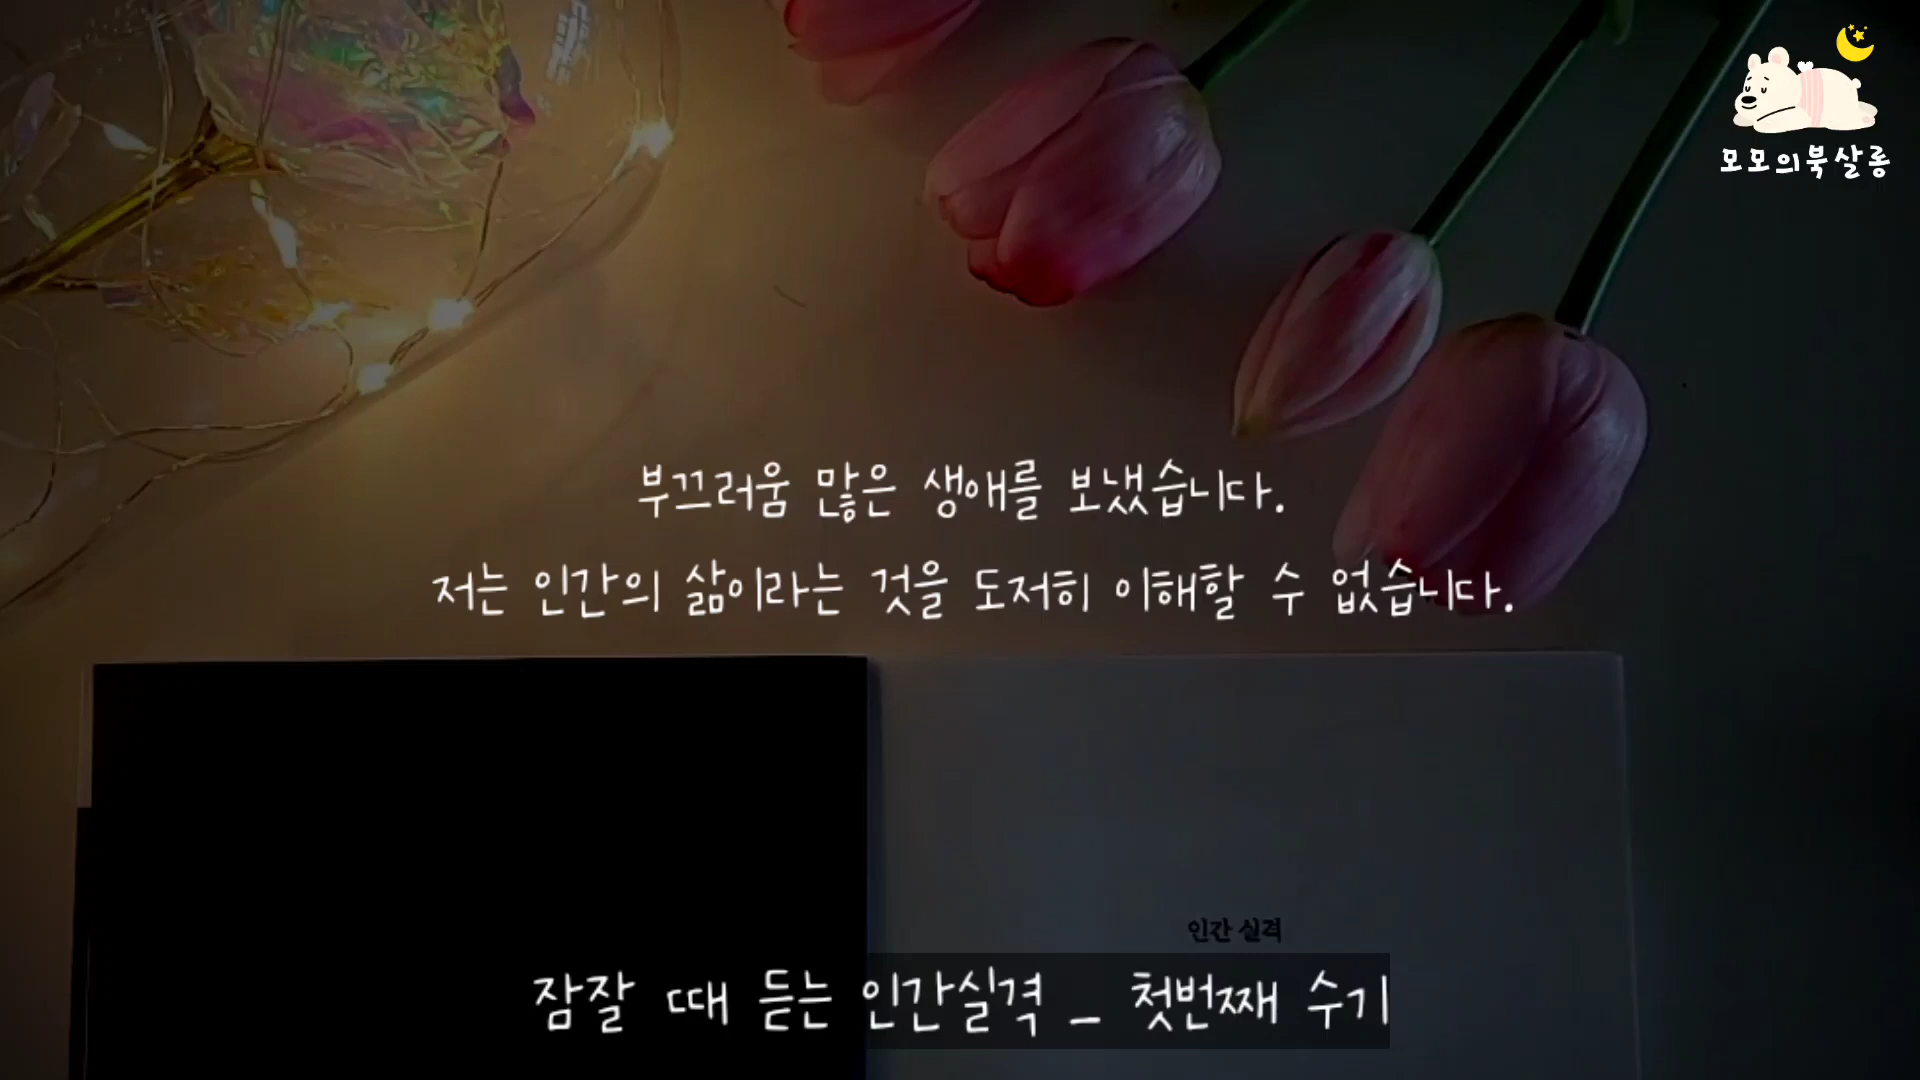 모모의북살롱
부끄러움 많은 생애를 보냈습니다.
저는 인간의 삶이라는 것을 도저히 이해할 수 없습니다.
인간 실격
잠잘 때 듣는 인간실격 _ 첫번째 수기